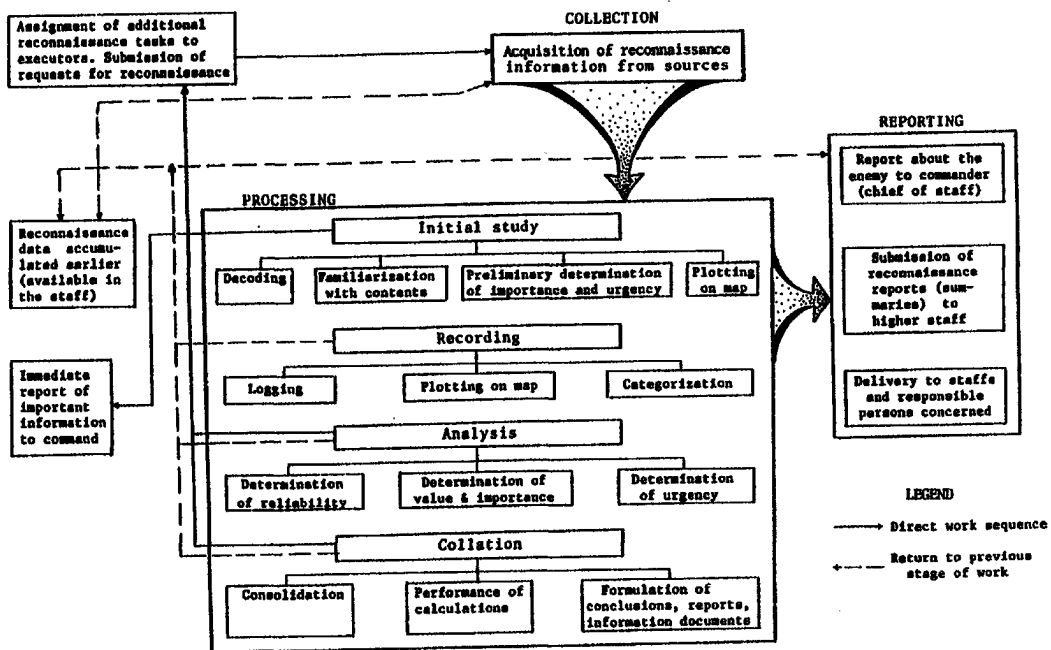 Assignment of additional
reconnaissance tasks to
executors. Submission of
requests for reconnaissance
COLLECTION
Acquisition of reconnaissance
information from sources
REPORTING
Report about the
enemy to commander
(chief of staff)
Submission of
reconnaissance
reports (sum-
maries) to
higher staff
Delivery to staffs
and responsible
persons concerned
Reconnaissance
data accumu-
lated earlier
(available in
the staff)
Immediate
report of
important
information
to command
PROCESSING
Initial study
Decoding
Familiarization
with contents
Preliminary determination
of importance and urgency
Plotting
on map
Recording
Logging
Plotting on map
Categorization
Analysis
Determination
of reliability
Determination of
value & importance
Determination
of urgency
Collation
Consolidation
Performance of
calculations
Formulation of
conclusions, reports,
information documents
LEGEND
Direct work sequence
Return to previous
stage of work